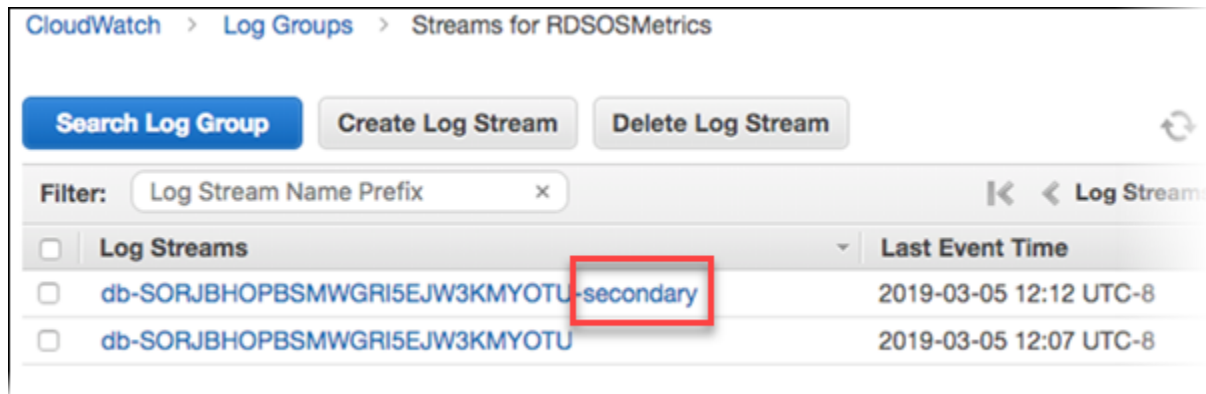 CloudWatch > Log Groups > Streams for RDSOSMetrics
Search Log Group Create Log Stream Delete Log Stream
Filter: Log Stream Name Prefix × Log Streams
Log Streams Last Event Time
db-SORJBHOPBSMWGRI5EJW3KMYOTU-secondary 2019-03-05 12:12 UTC-8
db-SORJBHOPBSMWGRI5EJW3KMYOTU 2019-03-05 12:07 UTC-8